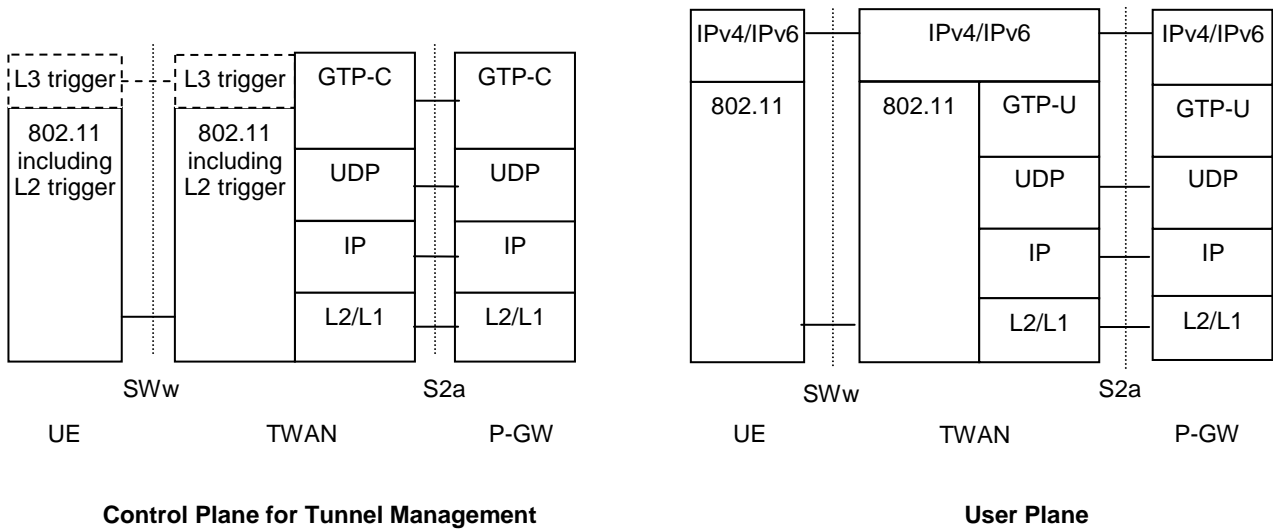 L3 trigger
L3 trigger
GTP-C
GTP-C
802.11
including
L2 trigger
802.11
including
L2 trigger
UDP
UDP
IP
IP
L2/L1
L2/L1
SWw
S2a
UE
TWAN
P-GW
Control Plane for Tunnel Management
IPv4/IPv6
IPv4/IPv6
IPv4/IPv6
802.11
802.11
GTP-U
GTP-U
UDP
UDP
IP
IP
L2/L1
L2/L1
SWw
S2a
UE
TWAN
P-GW
User Plane